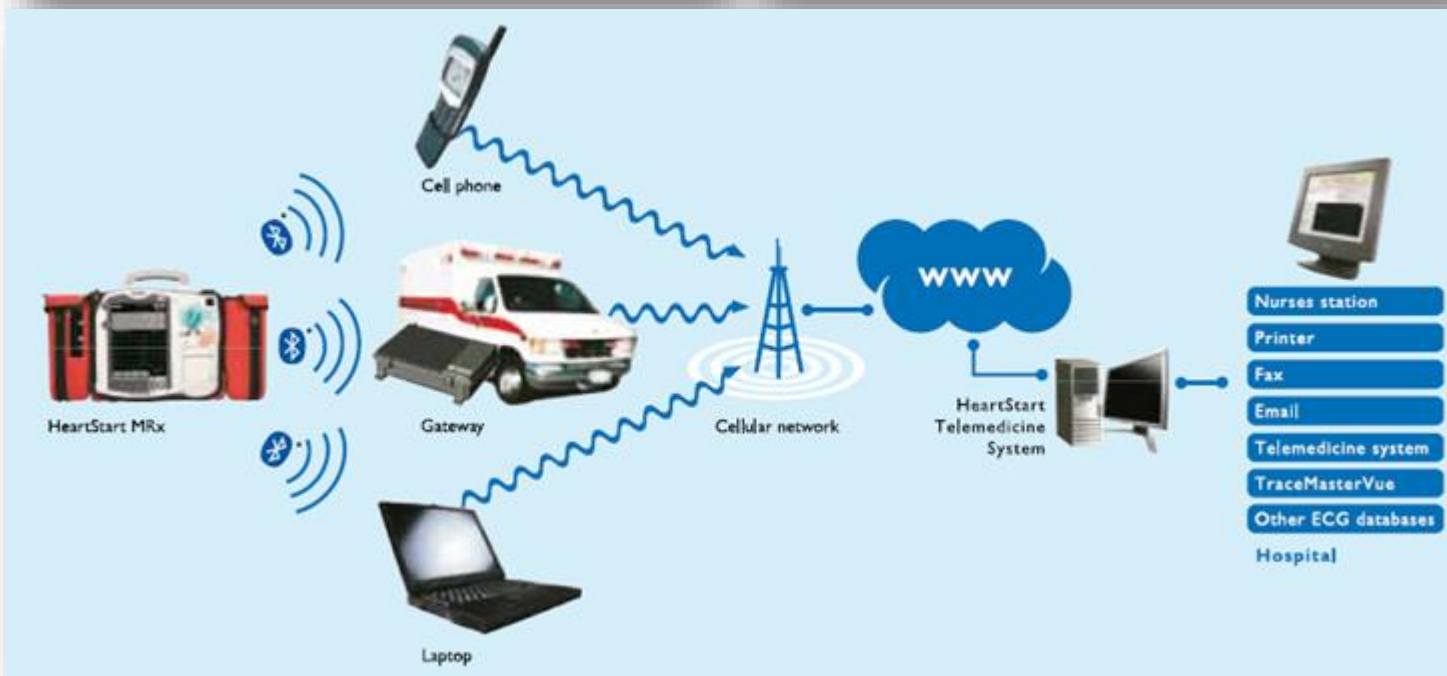 Cell phone
HeartStart MRx
Gateway
Laptop
Cellular network
www
HeartStart
Telemedicine
System
Nurses station
Printer
Fax
Email
Telemedicine system
TraceMasterVue
Other ECG databases
Hospital